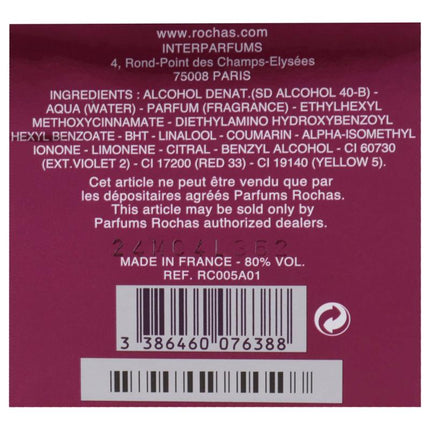 www.rochas.com
INTERPARFUMS
4, Rond-Point des Champs-Elysées
75008 PARIS
INGREDIENTS : ALCOHOL DENAT.(SD ALCOHOL 40-B) -
AQUA (WATER) - PARFUM (FRAGRANCE) - ETHYLHEXYL
METHOXYCINNAMATE - DIETHYLAMINO HYDROXYBENZOYL
HEXYL BENZOATE - BHT - LINALOOL - COUMARIN - ALPHA-ISOMETHYL
IONONE - LIMONENE - CITRAL - BENZYL ALCOHOL - CI 60730
(EXT.VIOLET 2) - CI 17200 (RED 33) - CI 19140 (YELLOW 5).
Cet article ne peut être vendu que par
les dépositaires agréés Parfums Rochas.
This article may be sold only by
Parfums Rochas authorized dealers.
MADE IN FRANCE - 80% VOL.
REF. RC005A01
3 386460 076388